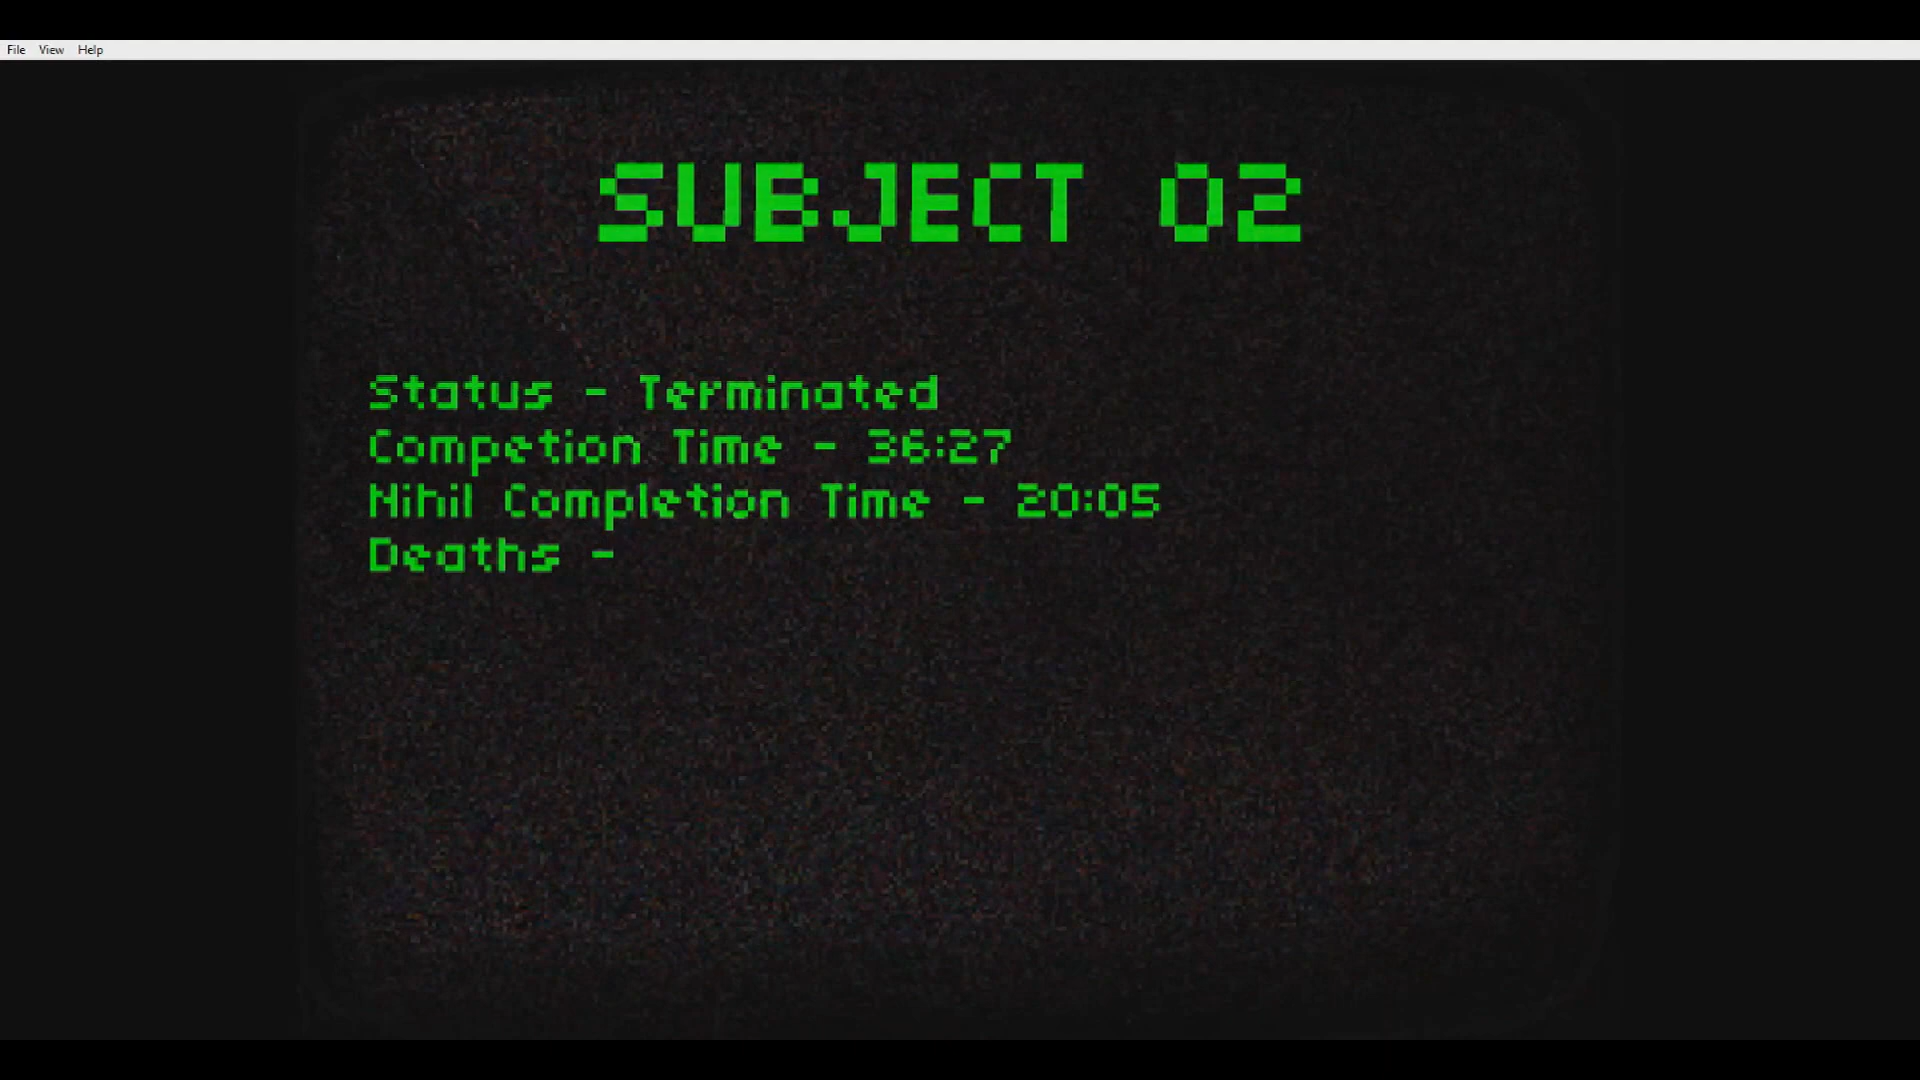 File View Help
SUBJECT 02
Status - Terminated
Competion Time - 36:27
Nihil Completion Time - 20:05
Deaths -